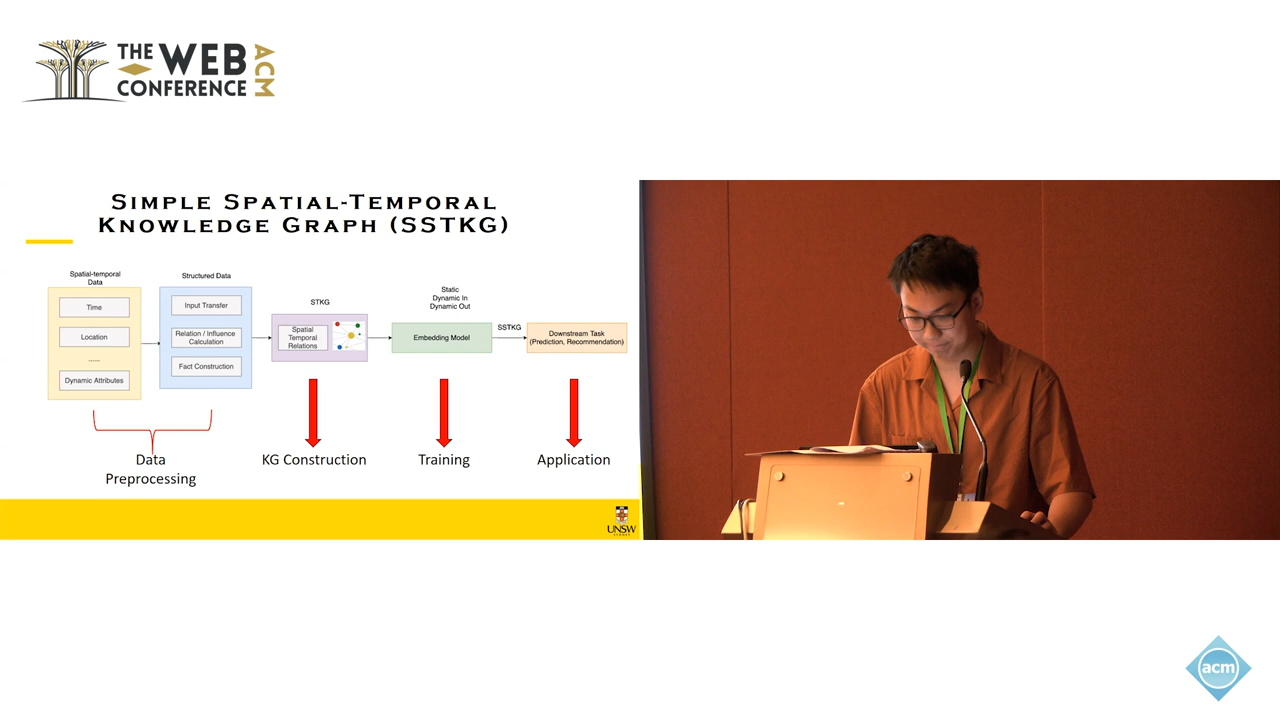 THE WEB
CONFERENCE
ACM
SIMPLE SPATIAL-TEMPORAL
KNOWLEDGE GRAPH (SSTKG)
Spatial-temporal
Data
Time
Location
......
Dynamic Attributes
Structured Data
Input Transfer
Relation / Influence
Calculation
Fact Construction
STKG
Spatial
Temporal
Relations
Static
Dynamic In
Dynamic Out
Embedding Model
SSTKG
Downstream Task
(Prediction, Recommendation)
Data
Preprocessing
KG Construction
Training
Application
UNSW
SYDNEY
acm